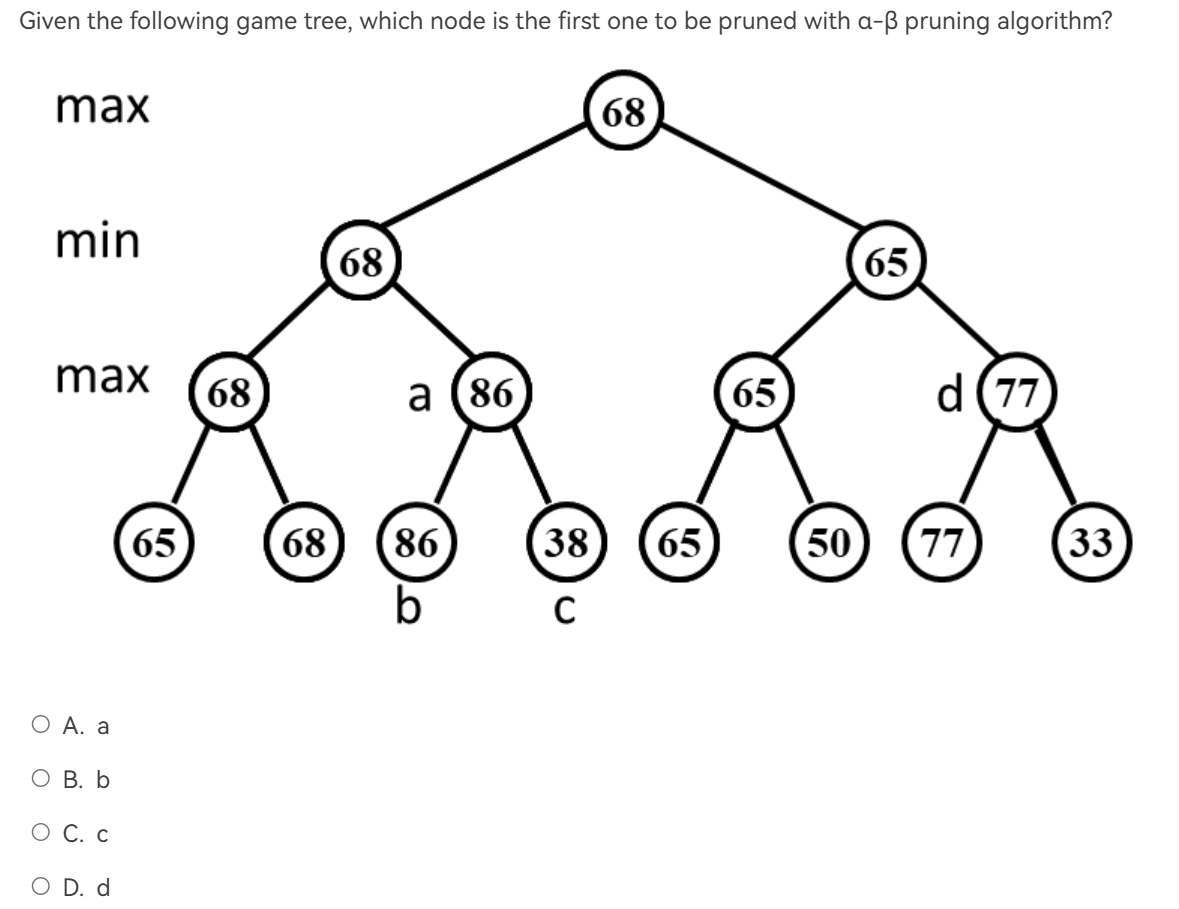 Given the following game tree, which node is the first one to be pruned with α-β pruning algorithm?
max
68
min
68
65
max
68
a
86
65
d
77
65
68
86
38
65
50
77
33
b
c
A. a
B. b
C. c
D. d